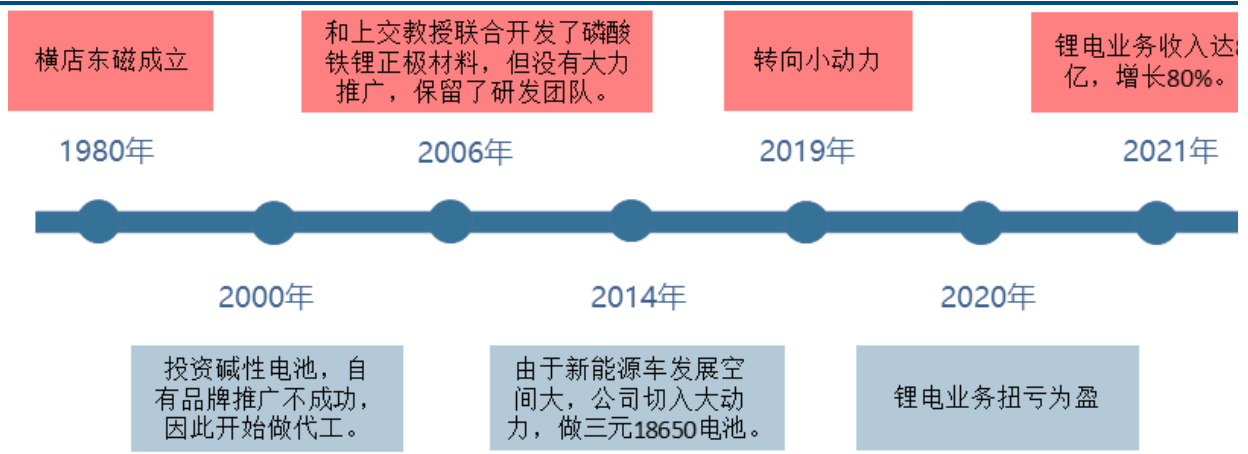 横店东磁成立
和上交教授联合开发了磷酸
铁锂正极材料，但没有大力
推广，保留了研发团队。
转向小动力
锂电业务收入达
亿，增长80%。
1980年
2006年
2019年
2021年
2000年
2014年
2020年
投资碱性电池，自
有品牌推广不成功，
因此开始做代工。
由于新能源车发展空
间大，公司切入大动
力，做三元18650电池。
锂电业务扭亏为盈